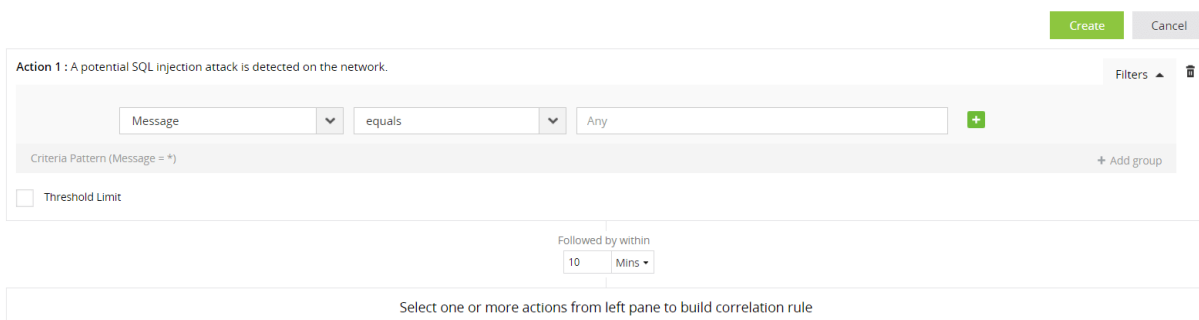 Create Cancel
Action 1 : A potential SQL injection attack is detected on the network.
Filters
Message equals Any
Criteria Pattern (Message = *)
+ Add group
Threshold Limit
Followed by within
10 Mins
Select one or more actions from left pane to build correlation rule